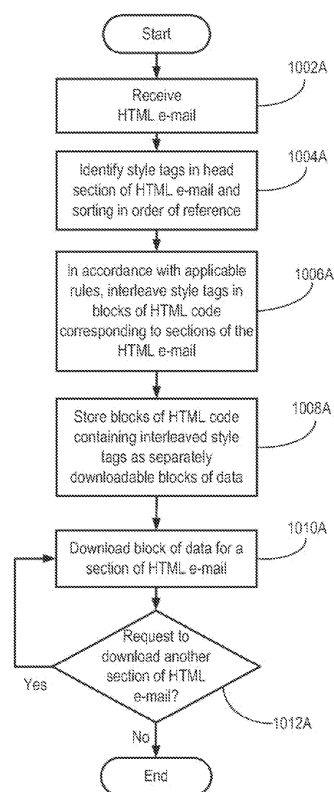 Start
1002A
Receive
HTML e-mail
1004A
Identify style tags in head
section of HTML e-mail and
sorting in order of reference
1006A
In accordance with applicable
rules, interleave style tags in
blocks of HTML code
corresponding to sections of the
HTML e-mail
1008A
Store blocks of HTML code
containing interleaved style
tags as separately
downloadable blocks of data
1010A
Download block of data for a
section of HTML e-mail
Request to
download another
section of HTML
e-mail?
Yes
1012A
No
End